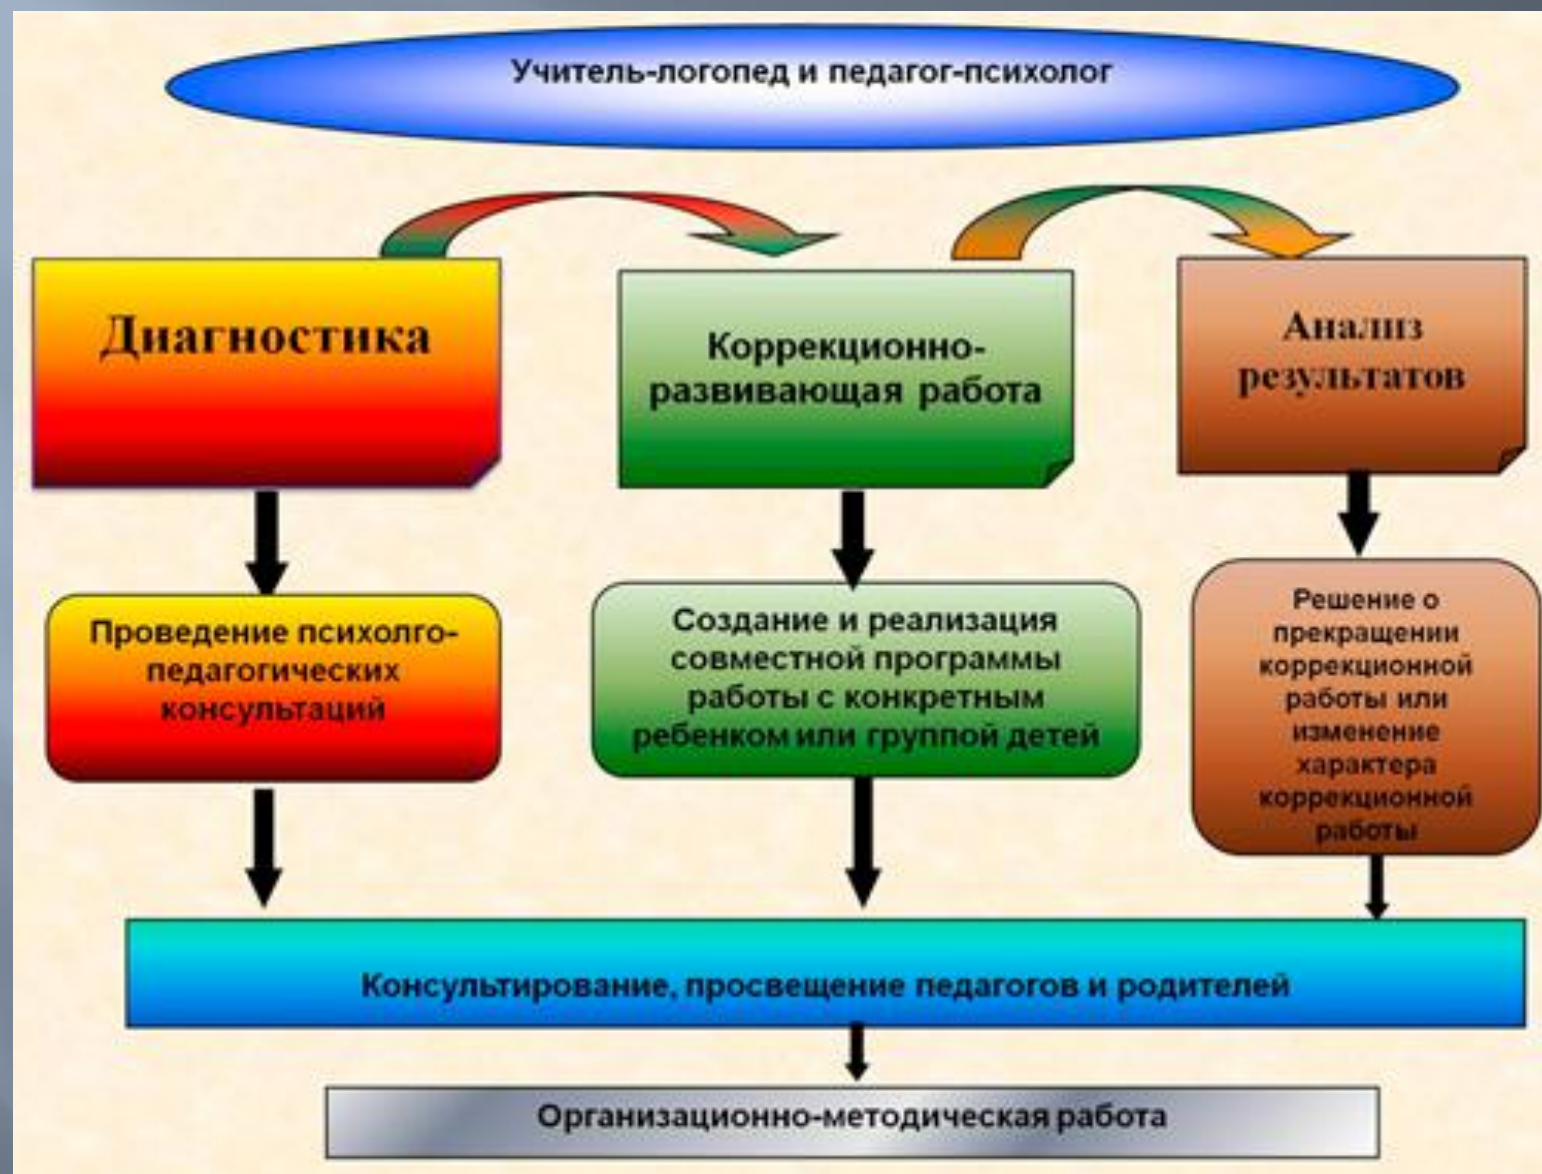 Учитель-логопед и педагог-психолог
Диагностика
Коррекционно-
развивающая работа
Анализ
результатов
Проведение психолго-
педагогических
консультаций
Создание и реализация
совместной программы
работы с конкретным
ребенком или группой детей
Решение о
прекращении
коррекционной
работы или
изменение
характера
коррекционной
работы
Консультирование, просвещение педагогов и родителей
Организационно-методическая работа